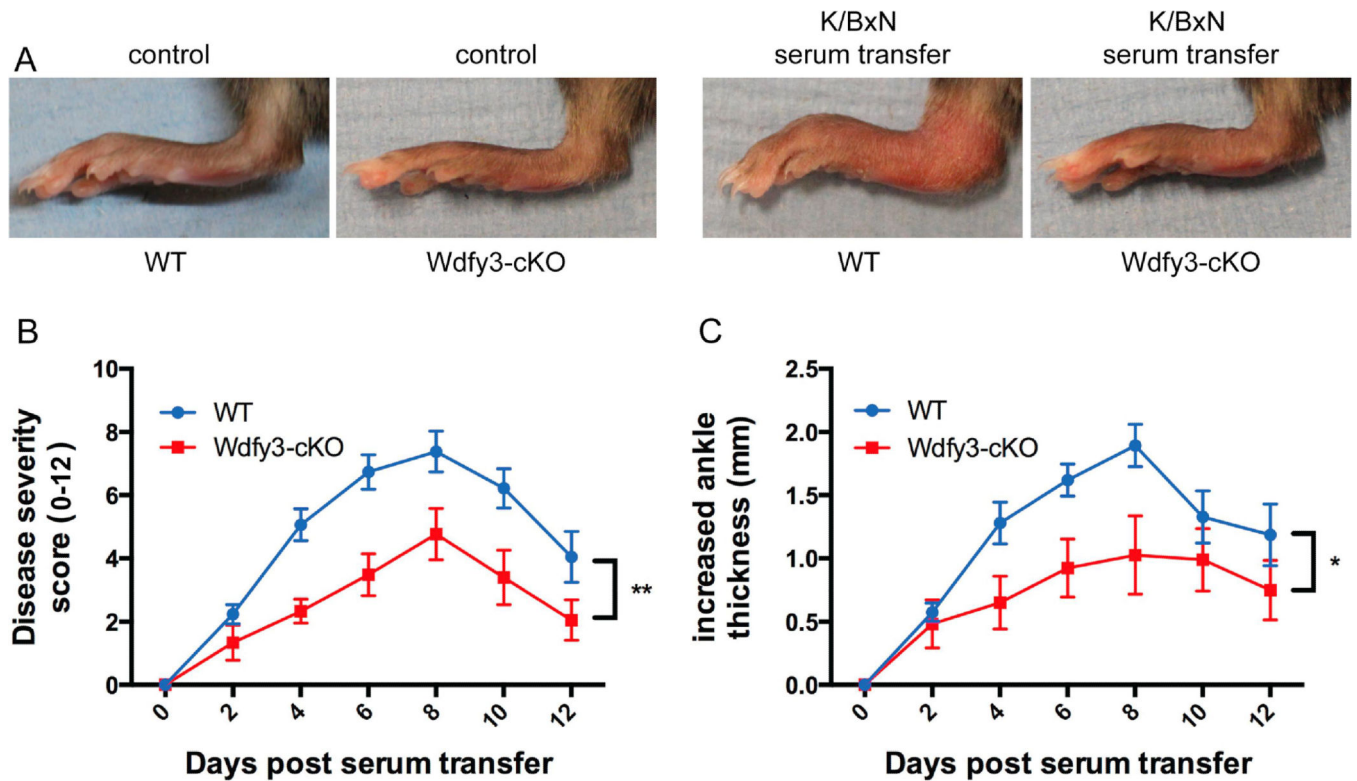 A
control
control
K/BxN
serum transfer
K/BxN
serum transfer
WT
Wdfy3-cKO
WT
Wdfy3-cKO
B
Disease severity
score (0-12)
10
8
6
4
2
0
WT
Wdfy3-cKO
**
0
2
4
6
8
10
12
Days post serum transfer
C
increased ankle
thickness (mm)
2.5
2.0
1.5
1.0
0.5
0.0
WT
Wdfy3-cKO
*
0
2
4
6
8
10
12
Days post serum transfer